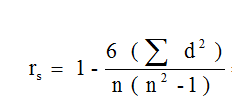 r_s = 1 - 6 ( ∑ d² ) / n ( n² - 1 )